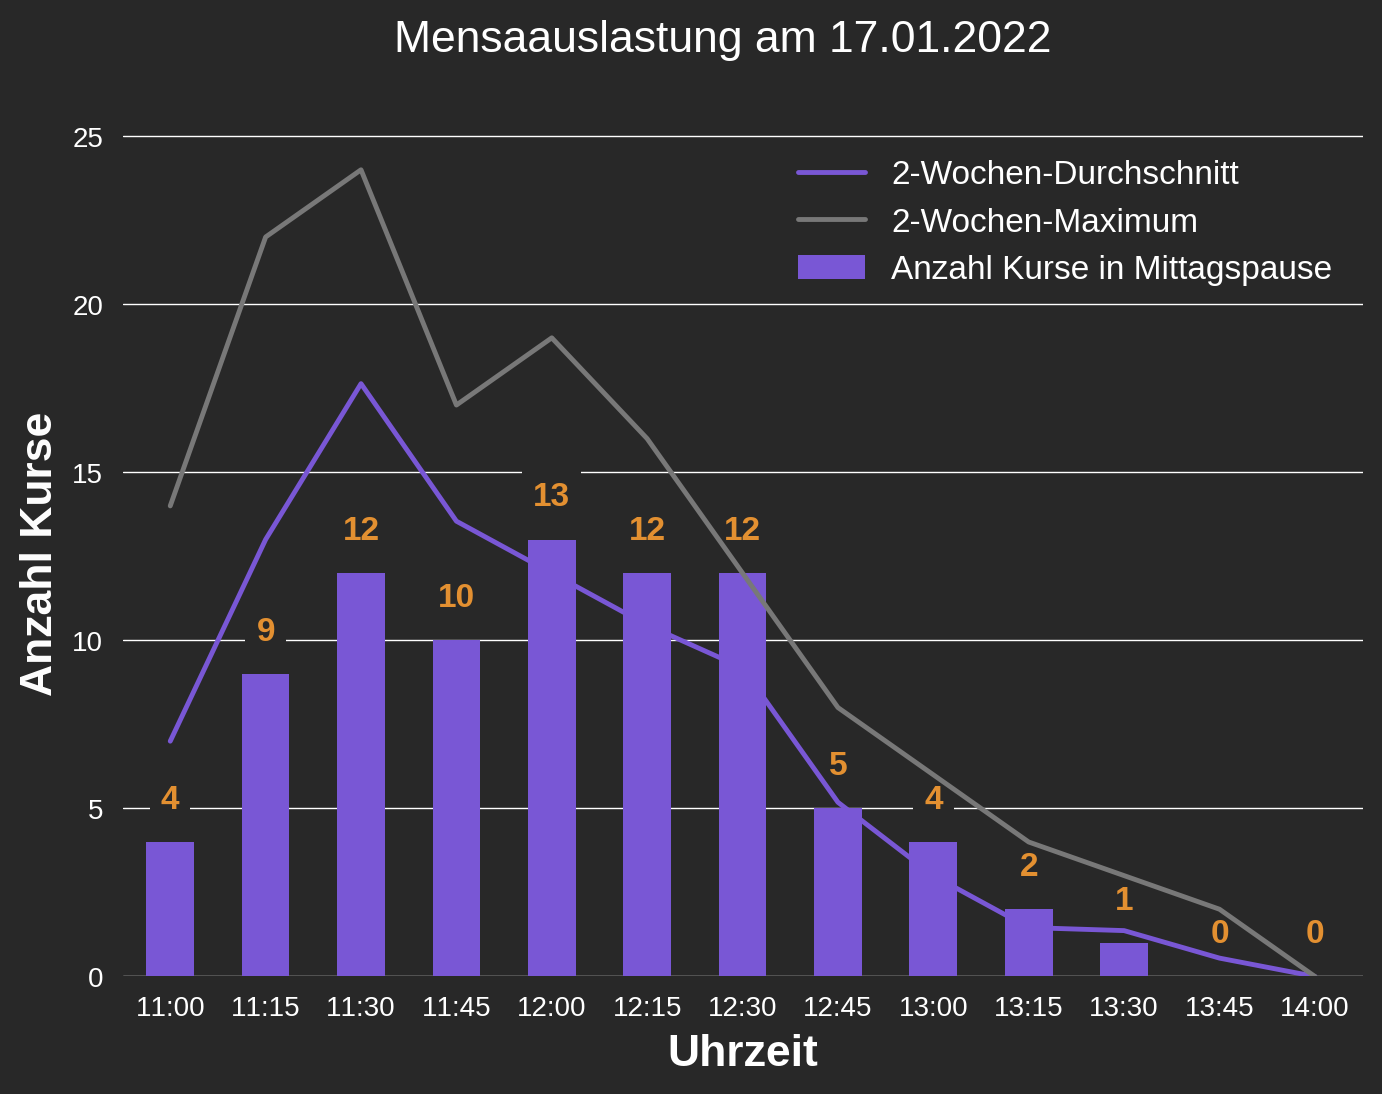 Mensaauslastung am 17.01.2022
25
20
15
10
5
0
Anzahl Kurse
2-Wochen-Durchschnitt
2-Wochen-Maximum
Anzahl Kurse in Mittagspause
4
9
12
10
13
12
12
5
4
2
1
0
0
11:00 11:15 11:30 11:45 12:00 12:15 12:30 12:45 13:00 13:15 13:30 13:45 14:00
Uhrzeit